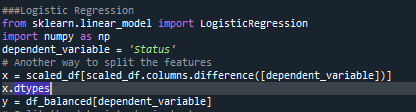 ###Logistic Regression
from sklearn.linear_model import LogisticRegression
import numpy as np
dependent_variable = 'Status'
# Another way to split the features
x = scaled_df[scaled_df.columns.difference([dependent_variable])]
x.dtypes
y = df_balanced[dependent_variable]